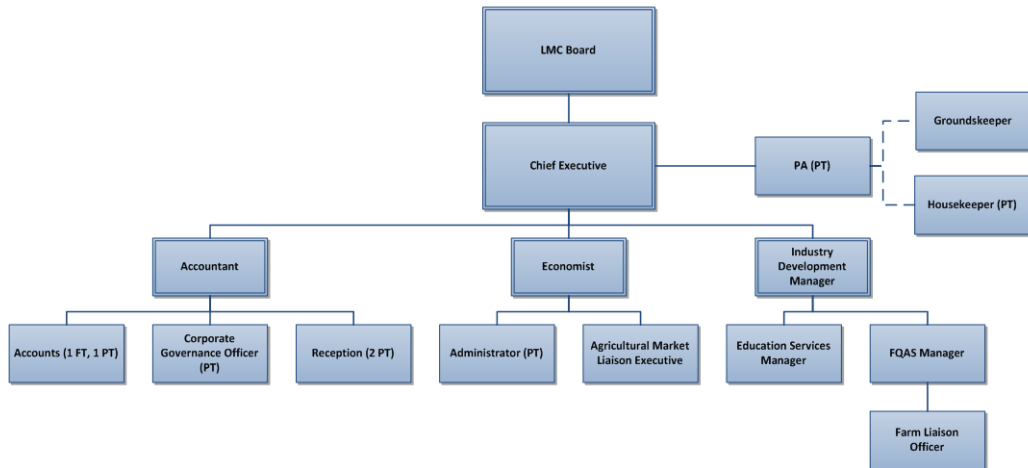 LMC Board
Chief Executive
PA (PT)
Groundskeeper
Housekeeper (PT)
Accountant
Economist
Industry
Development
Manager
Accounts (1 FT, 1 PT)
Corporate
Governance Officer
(PT)
Reception (2 PT)
Administrator (PT)
Agricultural Market
Liaison Executive
Education Services
Manager
FQAS Manager
Farm Liaison
Officer